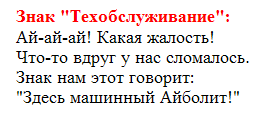 Знак "Техобслуживание":
Ай-ай-ай! Какая жалость!
Что-то вдруг у нас сломалось.
Знак нам этот говорит:
"Здесь машинный Айболит!"